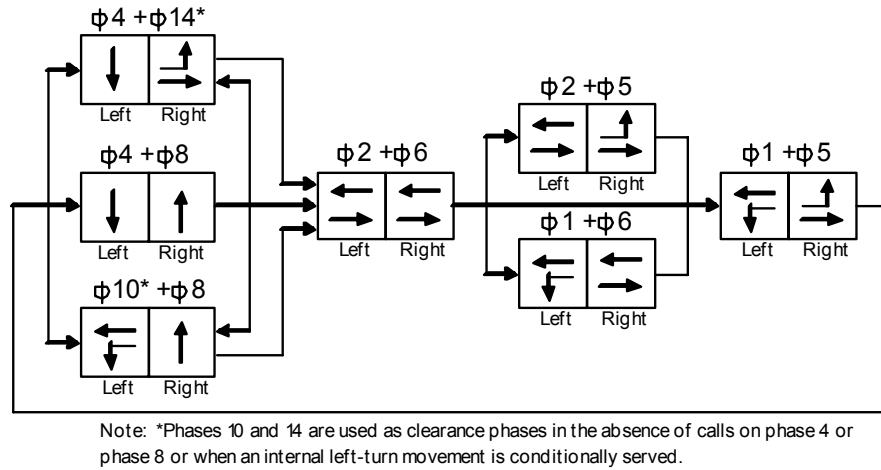 ф4 +ф14*
Left Right
ф4 +ф8
Left Right
ф10* +ф8
Left Right
ф2 +ф6
Left Right
ф2 +ф5
Left Right
ф1 +ф6
Left Right
ф1 +ф5
Left Right
Note: *Phases 10 and 14 are used as clearance phases in the absence of calls on phase 4 or
phase 8 or when an internal left-turn movement is conditionally served.